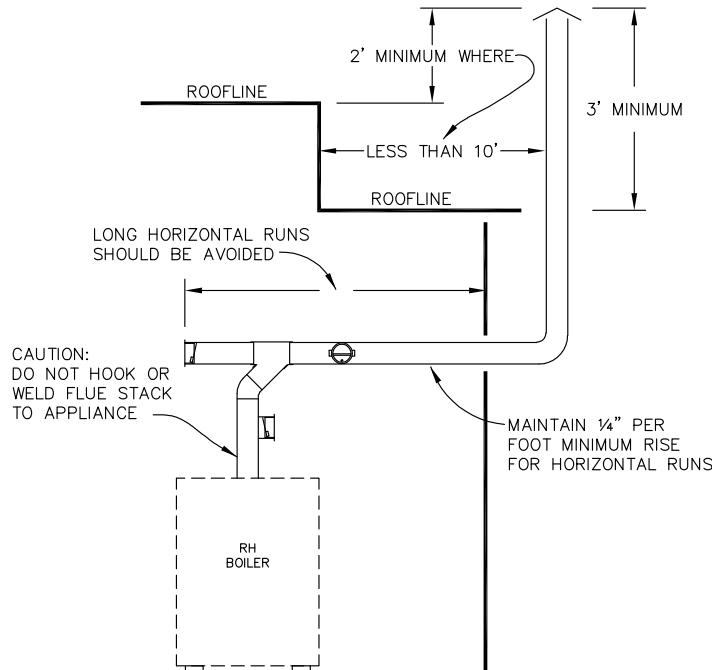 2' MINIMUM WHERE
ROOFLINE
3' MINIMUM
LESS THAN 10'
ROOFLINE
LONG HORIZONTAL RUNS
SHOULD BE AVOIDED
CAUTION:
DO NOT HOOK OR
WELD FLUE STACK
TO APPLIANCE
MAINTAIN ¼" PER
FOOT MINIMUM RISE
FOR HORIZONTAL RUNS
RH
BOILER